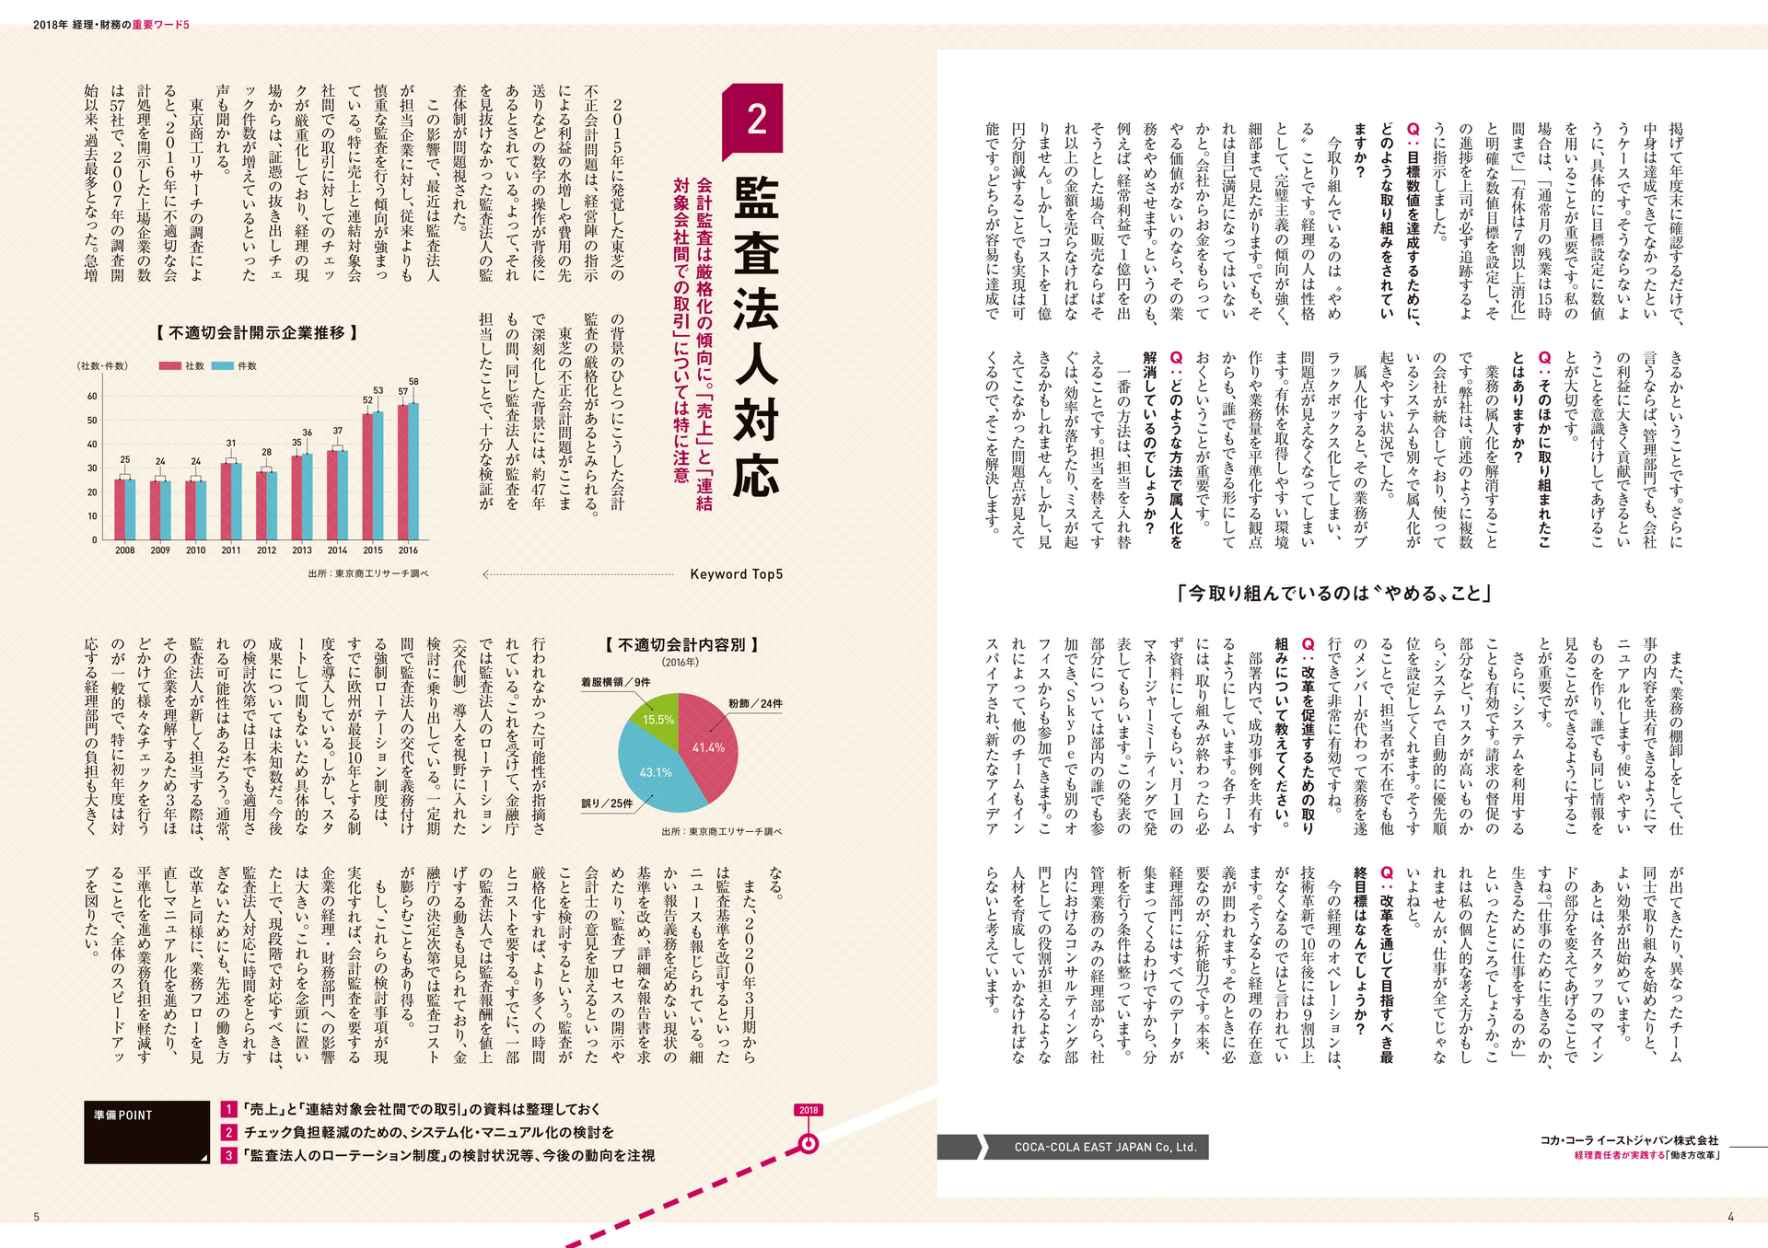 2018年 経理・財務の重要ワード5
掲げて年度末に確認するだけで、
中身は達成できてなかったとい
うケースです。そうならないよ
うに、具体的に目標設定に数値
を用いることが重要です。私の
場合は、「通常月の残業は15時
間まで」「有休は7割以上消化」
と明確な数値目標を設定し、そ
の進捗を上司が必ず追跡するよ
うに指示しました。
Q：目標数値を達成するために、
どのような取り組みをされてい
ますか？
今取り組んでいるのは〝やめ
る〟ことです。経理の人は性格
として、完璧主義の傾向が強く、
細部まで見たがります。でも、そ
れは自己満足になってはいない
かと。会社からお金をもらって
やる価値がないのなら、その業
務をやめさせます。というのも、
例えば、経常利益で1億円を出
そうとした場合、販売ならばそ
れ以上の金額を売らなければな
りません。しかし、コストを1億
円分削減することでも実現は可
能です。どちらが容易に達成で
きるかということです。さらに
言うならば、管理部門でも、会社
の利益に大きく貢献できるとい
うことを意識付けしてあげるこ
とが大切です。
Q：そのほかに取り組まれたこ
とはありますか？
業務の属人化を解消すること
です。弊社は、前述のように複数
の会社が統合しており、使って
いるシステムも別々で属人化が
起きやすい状況でした。
属人化すると、その業務がブ
ラックボックス化してしまい、
問題点が見えなくなってしまい
ます。有休を取得しやすい環境
作りや業務量を平準化する観点
からも、誰でもできる形にして
おくということが重要です。
Q：どのような方法で属人化を
解消しているのでしょうか？
一番の方法は、担当を入れ替
えることです。担当を替えてす
ぐは、効率が落ちたり、ミスが起
きるかもしれません。しかし、見
えてこなかった問題点が見えて
くるので、そこを解決します。
「今取り組んでいるのは〝やめる〟こと」
また、業務の棚卸しをして、仕
事の内容を共有できるようにマ
ニュアル化します。使いやすい
ものを作り、誰でも同じ情報を
見ることができるようにするこ
とが重要です。
さらに、システムを利用する
ことも有効です。請求の督促の
部分など、リスクが高いものか
ら、システムで自動的に優先順
位を設定してくれます。そうす
ることで、担当者が不在でも他
のメンバーが代わって業務を遂
行できて非常に有効ですね。
Q：改革を促進するための取り
組みについて教えてください。
部署内で、成功事例を共有す
るようにしています。各チーム
には、取り組みが終わったら必
ず資料にしてもらい、月1回の
マネージャーミーティングで発
表してもらいます。この発表の
部分については部内の誰でも参
加でき、Skypeでも別のオ
フィスからも参加できます。こ
れによって、他のチームもイン
スパイアされ、新たなアイデア
が出てきたり、異なったチーム
同士で取り組みを始めたりと、
よい効果が出始めています。
あとは、各スタッフのマイン
ドの部分を変えてあげることで
すね。「仕事のために生きるのか、
生きるために仕事をするのか」
といったところでしょうか。こ
れは私の個人的な考え方かもし
れませんが、仕事が全てじゃな
いよねと。
Q：改革を通じて目指すべき最
終目標はなんでしょうか？
今の経理のオペレーションは、
技術革新で10年後には9割以上
がなくなるのではと言われてい
ます。そうなると経理の存在意
義が問われます。そのときに必
要なのが、分析能力です。本来、
経理部門にはすべてのデータが
集まってくるわけですから、分
析を行う条件は整っています。
管理業務のみの経理部から、社
内におけるコンサルティング部
門としての役割が担えるような
人材を育成していかなければな
らないと考えています。
COCA-COLA EAST JAPAN Co., Ltd.
コカ・コーラ イーストジャパン株式会社
経理責任者が実践する「働き方改革」
4
2
監査法人対応
会計監査は厳格化の傾向に。「売上」と「連結
対象会社間での取引」については特に注意
2015年に発覚した東芝の
不正会計問題は、経営陣の指示
による利益の水増しや費用の先
送りなどの数字の操作が背後に
あるとされている。よって、それ
を見抜けなかった監査法人の監
査体制が問題視された。
この影響で、最近は監査法人
が担当企業に対し、従来よりも
慎重な監査を行う傾向が強まっ
ている。特に売上と連結対象会
社間での取引に対してのチェッ
クが厳重化しており、経理の現
場からは、証憑の抜き出しチェ
ック件数が増えているといった
声も聞かれる。
東京商工リサーチの調査によ
ると、2016年に不適切な会
計処理を開示した上場企業の数
は57社で、2007年の調査開
始以来、過去最多となった。急増
の背景のひとつにこうした会計
監査の厳格化があるとみられる。
東芝の不正会計問題がここま
で深刻化した背景には、約47年
もの間、同じ監査法人が監査を
担当したことで、十分な検証が
【 不適切会計開示企業推移 】
(社数・件数)
社数 件数
60
50
40
30
20
10
0
25 24 24 31 28 35 36 37 52 53 57 58
2008 2009 2010 2011 2012 2013 2014 2015 2016
出所：東京商工リサーチ調べ
Keyword Top5
【 不適切会計内容別 】
(2016年)
着服横領／9件
15.5%
粉飾／24件
41.4%
43.1%
誤り／25件
出所：東京商工リサーチ調べ
行われなかった可能性が指摘さ
れている。これを受けて、金融庁
では監査法人のローテーション
（交代制）導入を視野に入れた
検討に乗り出している。一定期
間で監査法人の交代を義務付け
る強制ローテーション制度は、
すでに欧州が最長10年とする制
度を導入している。しかし、スタ
ートして間もないため具体的な
成果については未知数だ。今後
の検討次第では日本でも適用さ
れる可能性はあるだろう。通常、
監査法人が新しく担当する際は、
その企業を理解するため3年ほ
どかけて様々なチェックを行う
のが一般的で、特に初年度は対
応する経理部門の負担も大きく
なる。
また、2020年3月期から
は監査基準を改訂するといった
ニュースも報じられている。細
かい報告義務を定めない現状の
基準を改め、詳細な報告書を求
めたり、監査プロセスの開示や
会計士の意見を加えるといった
ことを検討するという。監査が
厳格化すれば、より多くの時間
とコストを要する。すでに、一部
の監査法人では監査報酬を値上
げする動きも見られており、金
融庁の決定次第では監査コスト
が膨らむこともあり得る。
もし、これらの検討事項が現
実化すれば、会計監査を要する
企業の経理・財務部門への影響
は大きい。これらを念頭に置い
た上で、現段階で対応すべきは、
監査法人対応に時間をとられす
ぎないためにも、先述の働き方
改革と同様に、業務フローを見
直しマニュアル化を進めたり、
平準化を進め業務負担を軽減す
ることで、全体のスピードアッ
プを図りたい。
準備POINT
1 「売上」と「連結対象会社間での取引」の資料は整理しておく
2 チェック負担軽減のための、システム化・マニュアル化の検討を
3 「監査法人のローテーション制度」の検討状況等、今後の動向を注視
2018
5